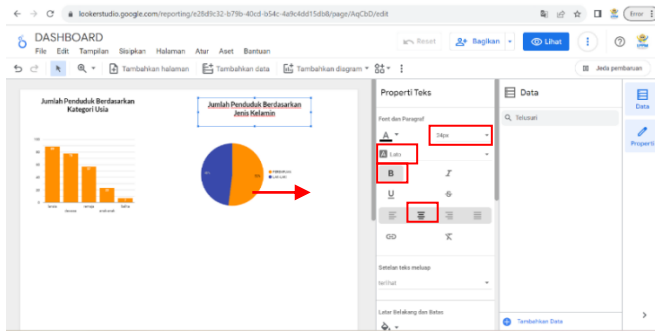 lookerstudio.google.com/reporting/e28d9c32-b79b-40cd-b54c-4a9c4dd15db8/page/AqCbD/edit
Error
DASHBOARD
File Edit Tampilan Sisipkan Halaman Atur Aset Bantuan
Reset
Bagikan
Lihat
Tambahkan halaman
Tambahkan data
Tambahkan diagram
Jeda pembaruan
Jumlah Penduduk Berdasarkan
Kategori Usia
Jumlah Penduduk Berdasarkan
Jenis Kelamin
Properti Teks
Font dan Paragraf
A
24px
Lato
B I
U S
Setelan teks meluap
terlihat
Latar Belakang dan Batas
Data
Telusuri
Tambahkan Data
Data
Properti